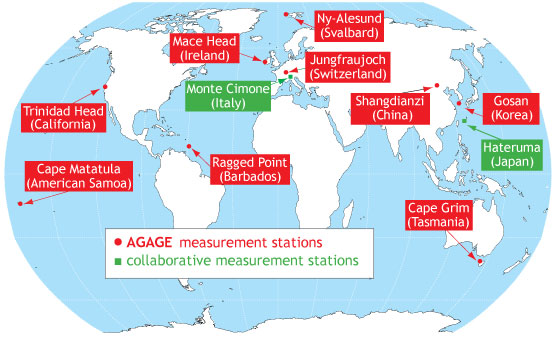 Ny-Alesund
(Svalbard)
Mace Head
(Ireland)
Jungfraujoch
(Switzerland)
Monte Cimone
(Italy)
Trinidad Head
(California)
Shangdianzi
(China)
Gosan
(Korea)
Hateruma
(Japan)
Ragged Point
(Barbados)
Cape Matatula
(American Samoa)
Cape Grim
(Tasmania)
AGAGE measurement stations
collaborative measurement stations